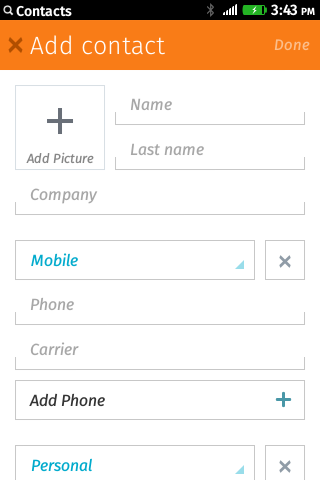 Contacts 3:43 PM
Add contact Done
Name
Add Picture
Last name
Company
Mobile
Phone
Carrier
Add Phone
Personal